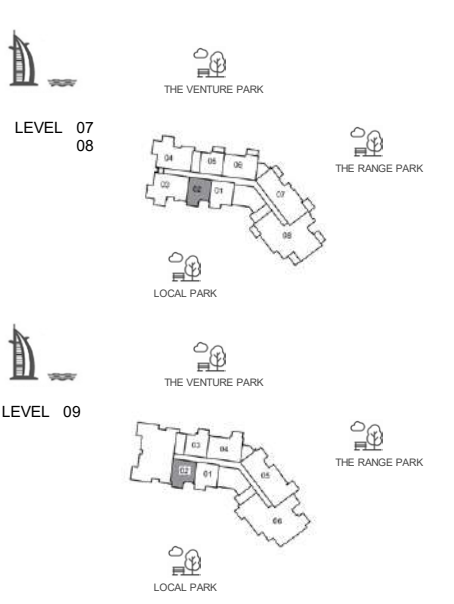 THE VENTURE PARK
LEVEL 07
08
THE RANGE PARK
04 05 06
03 02 01 07
08
LOCAL PARK
THE VENTURE PARK
LEVEL 09
THE RANGE PARK
03 04
02 01 05
06
LOCAL PARK